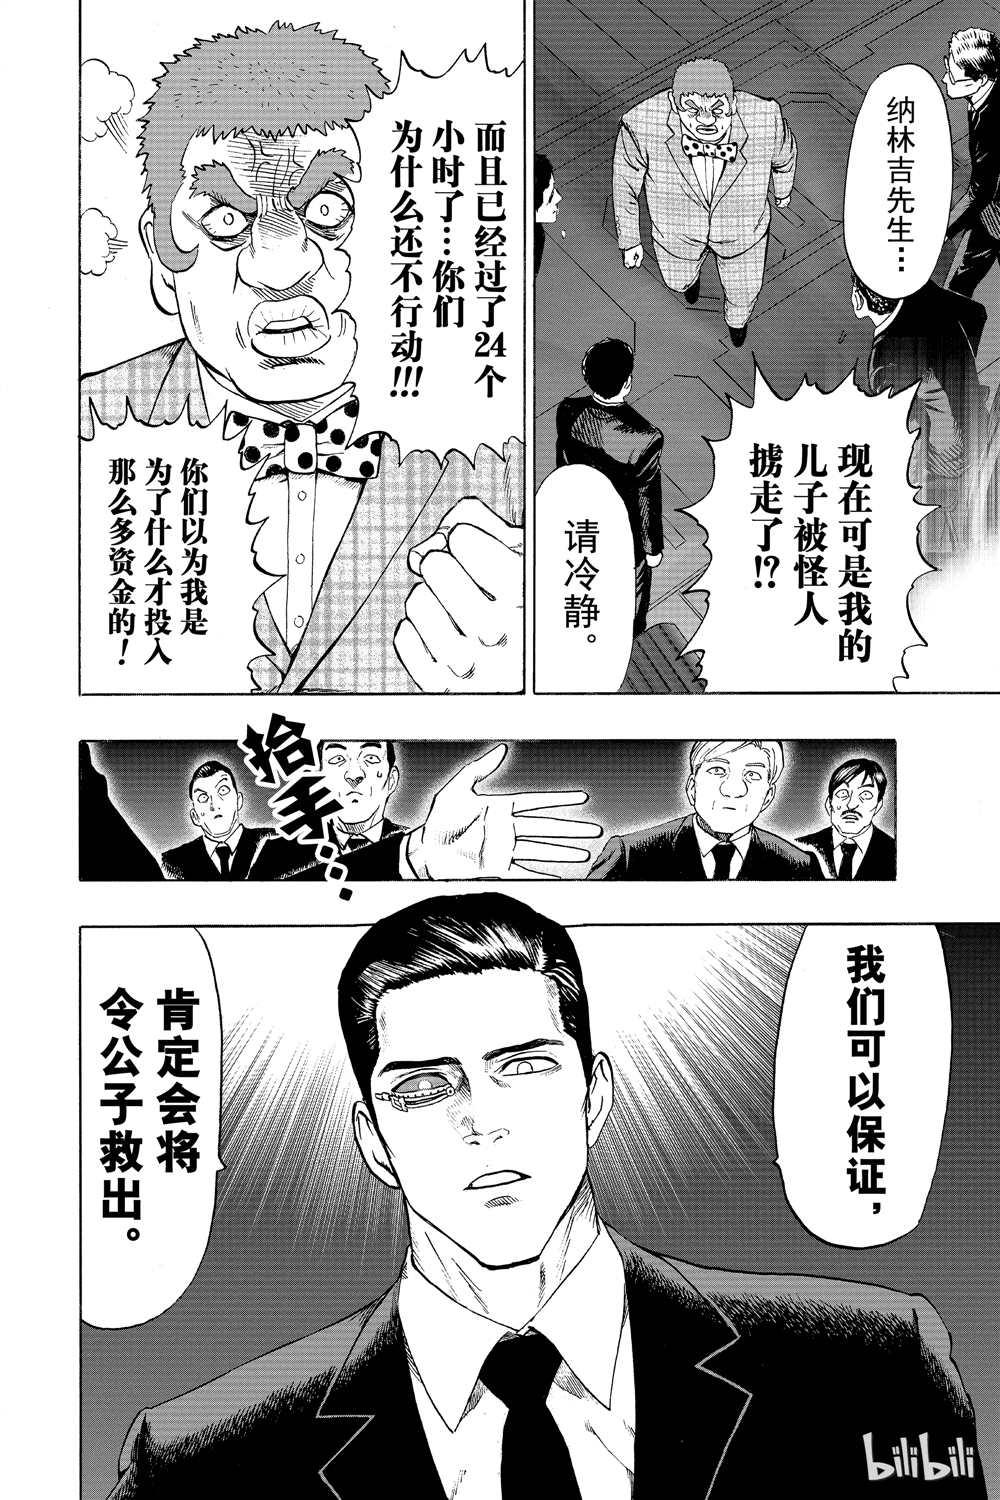 纳林吉先生…
现在可是我的
儿子被怪人
掳走了!?
请冷静。
而且已经过了24个
小时了…你们
为什么还不行动!!!
你们以为我是
为了什么才投入
那么多资金的！
抬手…
我们可以保证，
肯定会将
令公子救出。
bilibili